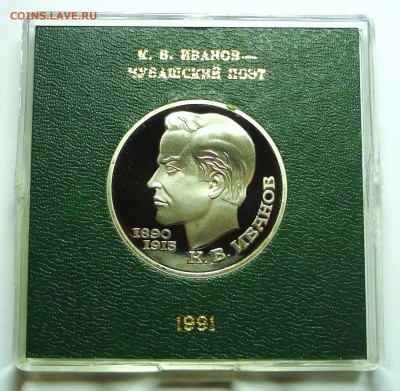 COINS.LAVE.RU
К. В. ИВАНОВ—
ЧУВАШСКИЙ ПОЭТ
1890
1915
К.В. ИВАНОВ
1991